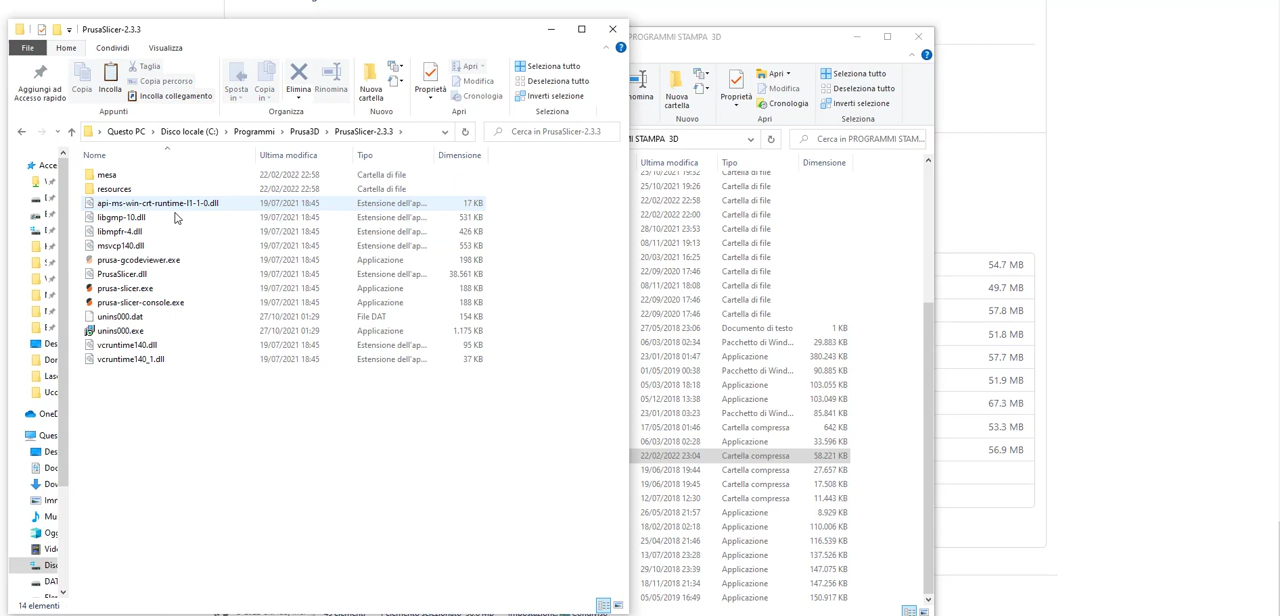 PrusaSlicer-2.3.3
File Home Condividi Visualizza
Aggiungi ad Accesso rapido
Copia
Incolla
Taglia
Copia percorso
Incolla collegamento
Appunti
Sposta in
Copia in
Elimina
Rinomina
Organizza
Nuova cartella
Nuovo
Proprietà
Apri
Modifica
Cronologia
Apri
Seleziona tutto
Deseleziona tutto
Inverti selezione
Selezione
Questo PC > Disco locale (C:) > Programmi > Prusa3D > PrusaSlicer-2.3.3 >
Cerca in PrusaSlicer-2.3.3
Nome Ultima modifica Tipo Dimensione
mesa 22/02/2022 22:58 Cartella di file
resources 22/02/2022 22:58 Cartella di file
api-ms-win-crt-runtime-l1-1-0.dll 19/07/2021 18:45 Estensione dell'ap... 17 KB
libgmp-10.dll 19/07/2021 18:45 Estensione dell'ap... 531 KB
libmpfr-4.dll 19/07/2021 18:45 Estensione dell'ap... 426 KB
msvcp140.dll 19/07/2021 18:45 Estensione dell'ap... 553 KB
prusa-gcodeviewer.exe 19/07/2021 18:45 Applicazione 198 KB
PrusaSlicer.dll 19/07/2021 18:45 Estensione dell'ap... 38.561 KB
prusa-slicer.exe 19/07/2021 18:45 Applicazione 188 KB
prusa-slicer-console.exe 19/07/2021 18:45 Applicazione 188 KB
unins000.dat 27/10/2021 01:29 File DAT 154 KB
unins000.exe 27/10/2021 01:29 Applicazione 1.175 KB
vcruntime140.dll 19/07/2021 18:45 Estensione dell'ap... 95 KB
vcruntime140_1.dll 19/07/2021 18:45 Estensione dell'ap... 37 KB
Acce
Des
Dor
Las
Ucc
OneD
Ques
Des
Doc
Dov
Imr
Mu
Ogg
Vide
Disc
DAT
14 elementi
PROGRAMMI STAMPA 3D
omina
Nuova cartella
Nuovo
Proprietà
Apri
Modifica
Cronologia
Apri
Seleziona tutto
Deseleziona tutto
Inverti selezione
Selezione
MI STAMPA 3D
Cerca in PROGRAMMI STAM...
Ultima modifica Tipo Dimensione
25/10/2021 19:32 Cartella di file
25/10/2021 19:26 Cartella di file
22/02/2022 22:58 Cartella di file
22/02/2022 22:00 Cartella di file
28/10/2021 23:53 Cartella di file
08/11/2021 19:13 Cartella di file
20/03/2021 16:25 Cartella di file
22/09/2020 17:46 Cartella di file
08/11/2021 18:08 Cartella di file
22/09/2020 17:46 Cartella di file
22/09/2020 17:46 Cartella di file
27/05/2018 23:06 Documento di testo 1 KB
06/03/2018 02:34 Pacchetto di Wind... 29.883 KB
23/01/2018 01:47 Applicazione 380.243 KB
01/05/2019 00:38 Pacchetto di Wind... 90.885 KB
05/03/2018 18:18 Applicazione 103.055 KB
05/12/2018 13:38 Applicazione 103.049 KB
23/01/2018 03:23 Pacchetto di Wind... 85.841 KB
17/05/2018 01:46 Cartella compressa 642 KB
06/03/2018 02:28 Applicazione 33.596 KB
22/02/2022 23:04 Cartella compressa 58.221 KB
19/06/2018 19:44 Cartella compressa 27.657 KB
19/06/2018 19:45 Cartella compressa 17.508 KB
12/07/2018 12:30 Cartella compressa 11.443 KB
26/05/2018 21:57 Applicazione 8.929 KB
18/02/2018 02:18 Applicazione 110.006 KB
25/04/2018 21:46 Applicazione 116.539 KB
13/07/2018 23:28 Applicazione 137.526 KB
29/10/2018 23:39 Applicazione 147.075 KB
18/11/2018 21:34 Applicazione 147.256 KB
05/05/2019 16:49 Applicazione 150.917 KB
54.7 MB
49.7 MB
57.8 MB
51.8 MB
57.7 MB
51.9 MB
67.3 MB
53.3 MB
56.9 MB